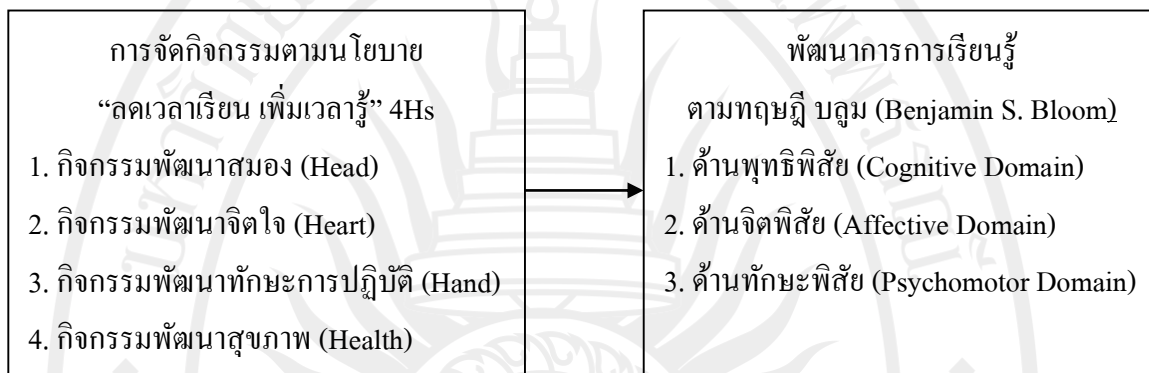 การจัดกิจกรรมตามนโยบาย
“ลดเวลาเรียน เพิ่มเวลารู้” 4Hs
1. กิจกรรมพัฒนาสมอง (Head)
2. กิจกรรมพัฒนาจิตใจ (Heart)
3. กิจกรรมพัฒนาทักษะการปฏิบัติ (Hand)
4. กิจกรรมพัฒนาสุขภาพ (Health)
พัฒนาการการเรียนรู้
ตามทฤษฎี บลูม (Benjamin S. Bloom)
1. ด้านพุทธิพิสัย (Cognitive Domain)
2. ด้านจิตพิสัย (Affective Domain)
3. ด้านทักษะพิสัย (Psychomotor Domain)